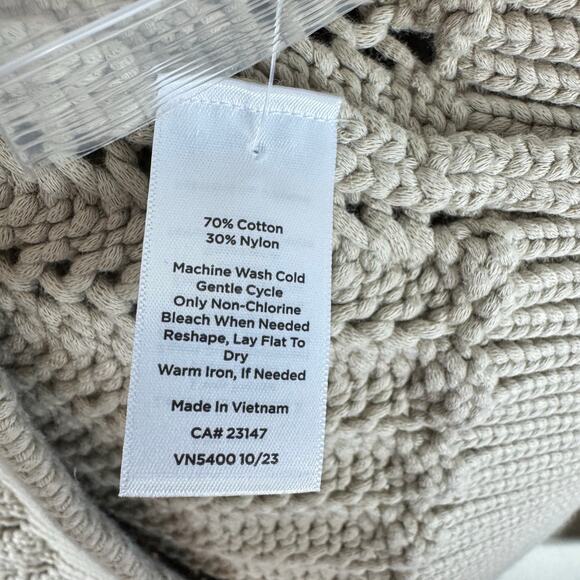 70% Cotton
30% Nylon
Machine Wash Cold
Gentle Cycle
Only Non-Chlorine
Bleach When Needed
Reshape, Lay Flat To
Dry
Warm Iron, If Needed
Made In Vietnam
CA# 23147
VN5400 10/23